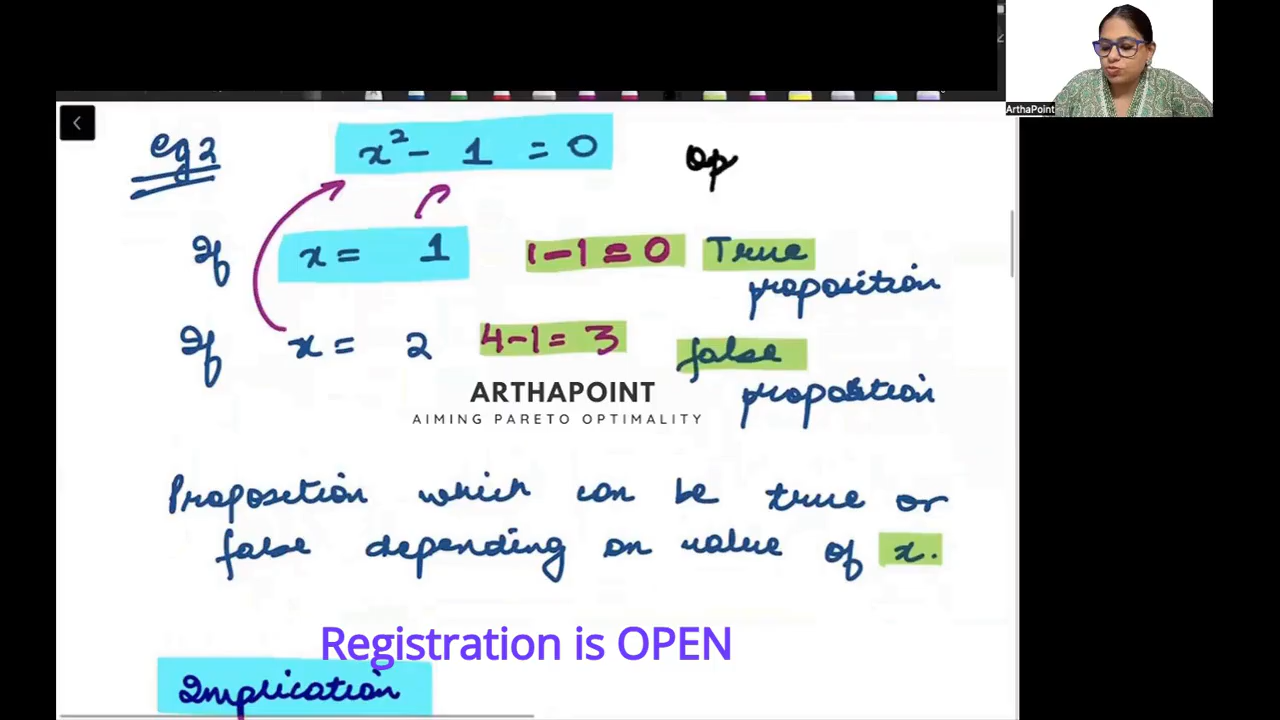 ArthaPoint
eg 2 x² - 1 = 0 Op
If x = 1 1-1=0 True
proposition
If x = 2 4-1= 3 false
proposition
ARTHAPOINT
AIMING PARETO OPTIMALITY
Proposition which can be true or
false depending on value of x.
Registration is OPEN
Implication